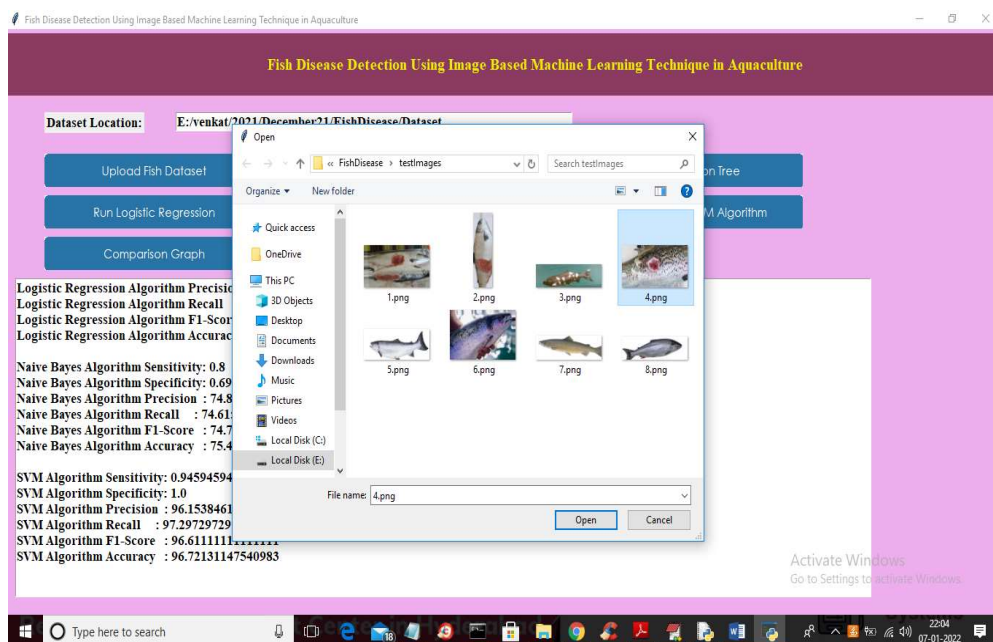 Fish Disease Detection Using Image Based Machine Learning Technique in Aquaculture
Fish Disease Detection Using Image Based Machine Learning Technique in Aquaculture
Dataset Location:
E:/venkat/2021/December21/FishDisease/Dataset
Open
« FishDisease › testImages
Search testImages
Upload Fish Dataset
on Tree
Organize
New folder
Run Logistic Regression
M Algorithm
Comparison Graph
Quick access
OneDrive
This PC
3D Objects
Desktop
Documents
Downloads
Music
Pictures
Videos
Local Disk (C:)
Local Disk (E:)
1.png
2.png
3.png
4.png
5.png
6.png
7.png
8.png
File name: 4.png
Open
Cancel
Logistic Regression Algorithm Precisio
Logistic Regression Algorithm Recall
Logistic Regression Algorithm F1-Scor
Logistic Regression Algorithm Accurac
Naive Bayes Algorithm Sensitivity: 0.8
Naive Bayes Algorithm Specificity: 0.69
Naive Bayes Algorithm Precision : 74.8
Naive Bayes Algorithm Recall : 74.61
Naive Bayes Algorithm F1-Score : 74.7
Naive Bayes Algorithm Accuracy : 75.4
SVM Algorithm Sensitivity: 0.94594594
SVM Algorithm Specificity: 1.0
SVM Algorithm Precision : 96.1538461
SVM Algorithm Recall : 97.29729729
SVM Algorithm F1-Score : 96.61111111111111
SVM Algorithm Accuracy : 96.72131147540983
Activate Windows
Go to Settings to activate Windows.
Type here to search
18
22:04
07-01-2022